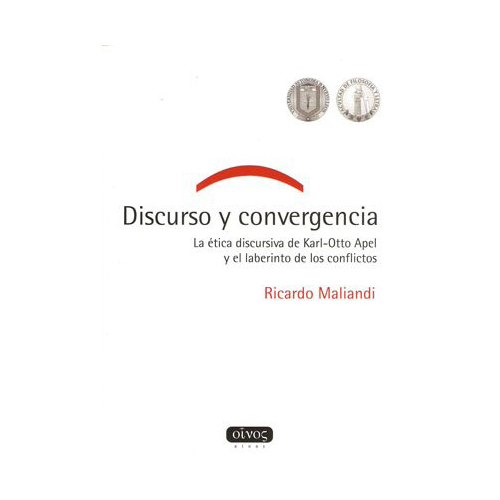 Discurso y convergencia
La ética discursiva de Karl-Otto Apel
y el laberinto de los conflictos
Ricardo Maliandi
οἶνος